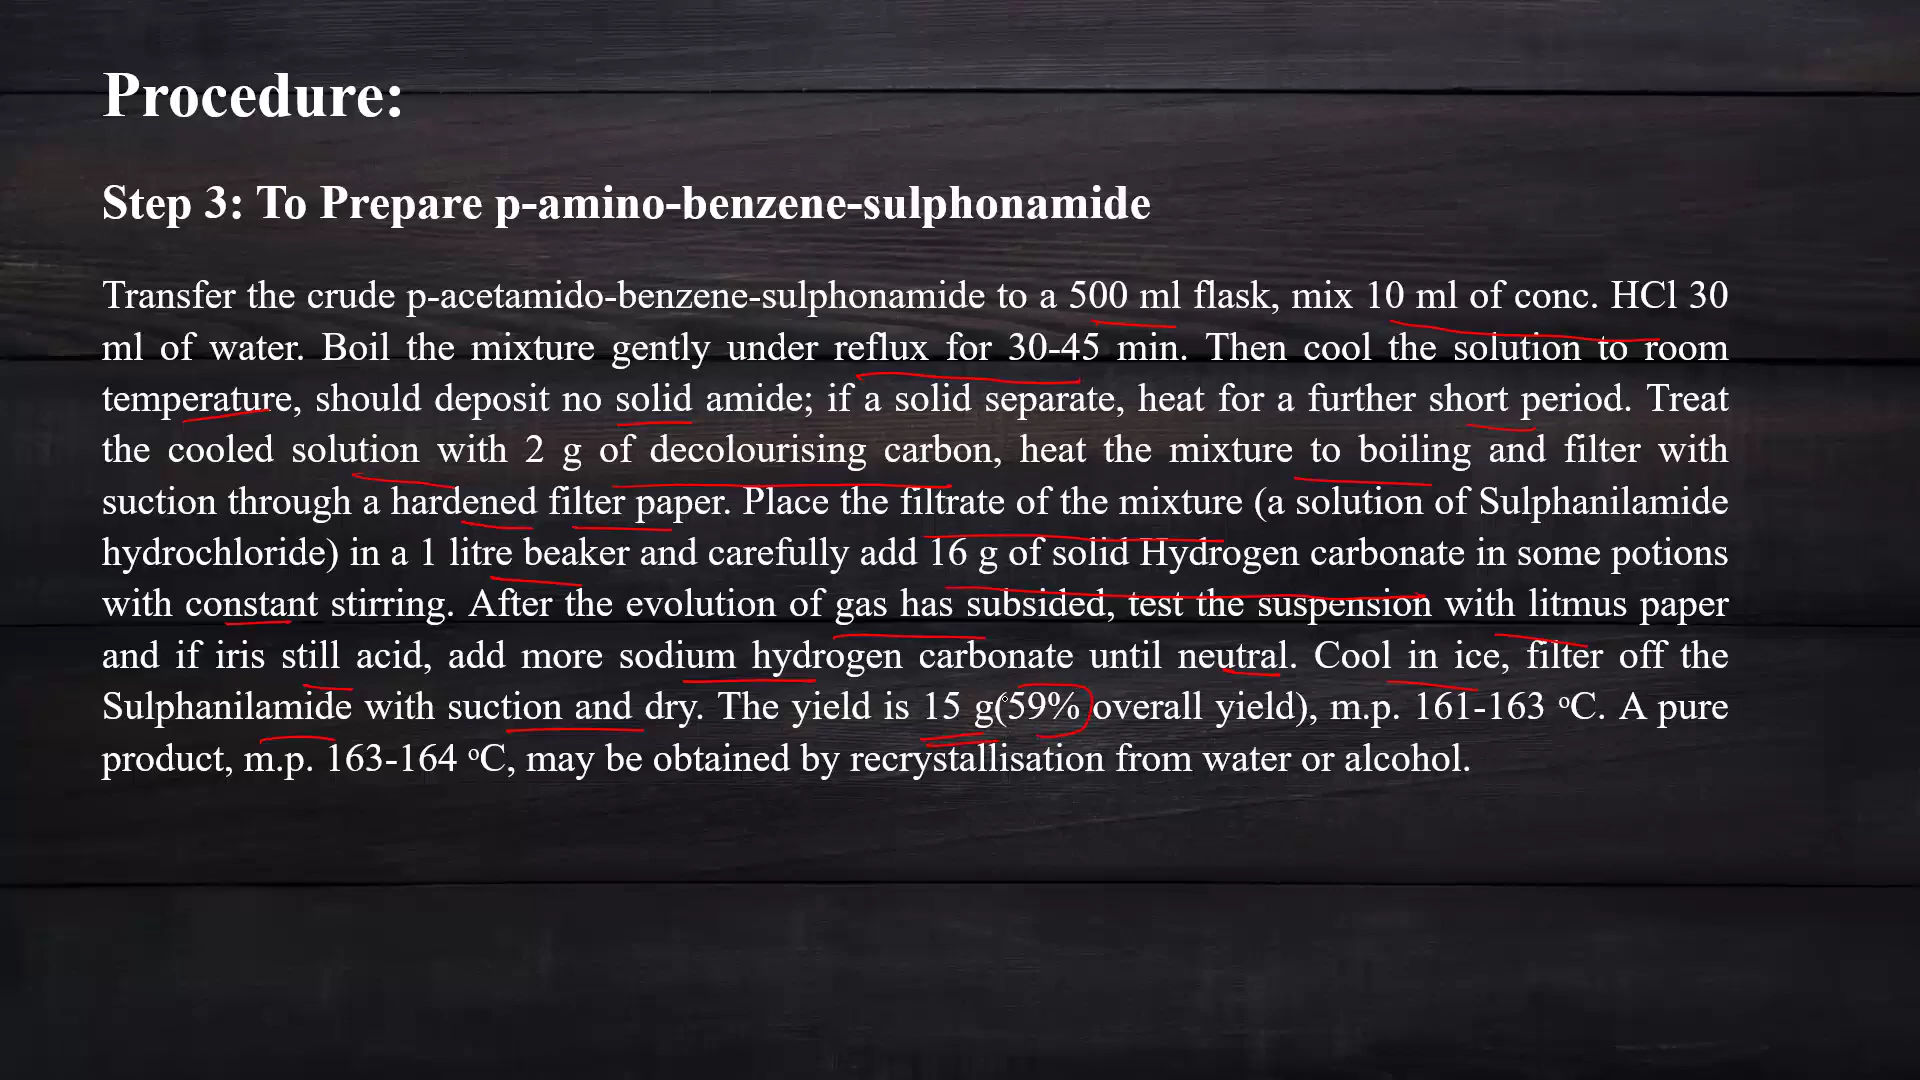 Procedure:
Step 3: To Prepare p-amino-benzene-sulphonamide
Transfer the crude p-acetamido-benzene-sulphonamide to a 500 ml flask, mix 10 ml of conc. HCl 30
ml of water. Boil the mixture gently under reflux for 30-45 min. Then cool the solution to room
temperature, should deposit no solid amide; if a solid separate, heat for a further short period. Treat
the cooled solution with 2 g of decolourising carbon, heat the mixture to boiling and filter with
suction through a hardened filter paper. Place the filtrate of the mixture (a solution of Sulphanilamide
hydrochloride) in a 1 litre beaker and carefully add 16 g of solid Hydrogen carbonate in some potions
with constant stirring. After the evolution of gas has subsided, test the suspension with litmus paper
and if iris still acid, add more sodium hydrogen carbonate until neutral. Cool in ice, filter off the
Sulphanilamide with suction and dry. The yield is 15 g(59% overall yield), m.p. 161-163 °C. A pure
product, m.p. 163-164 °C, may be obtained by recrystallisation from water or alcohol.